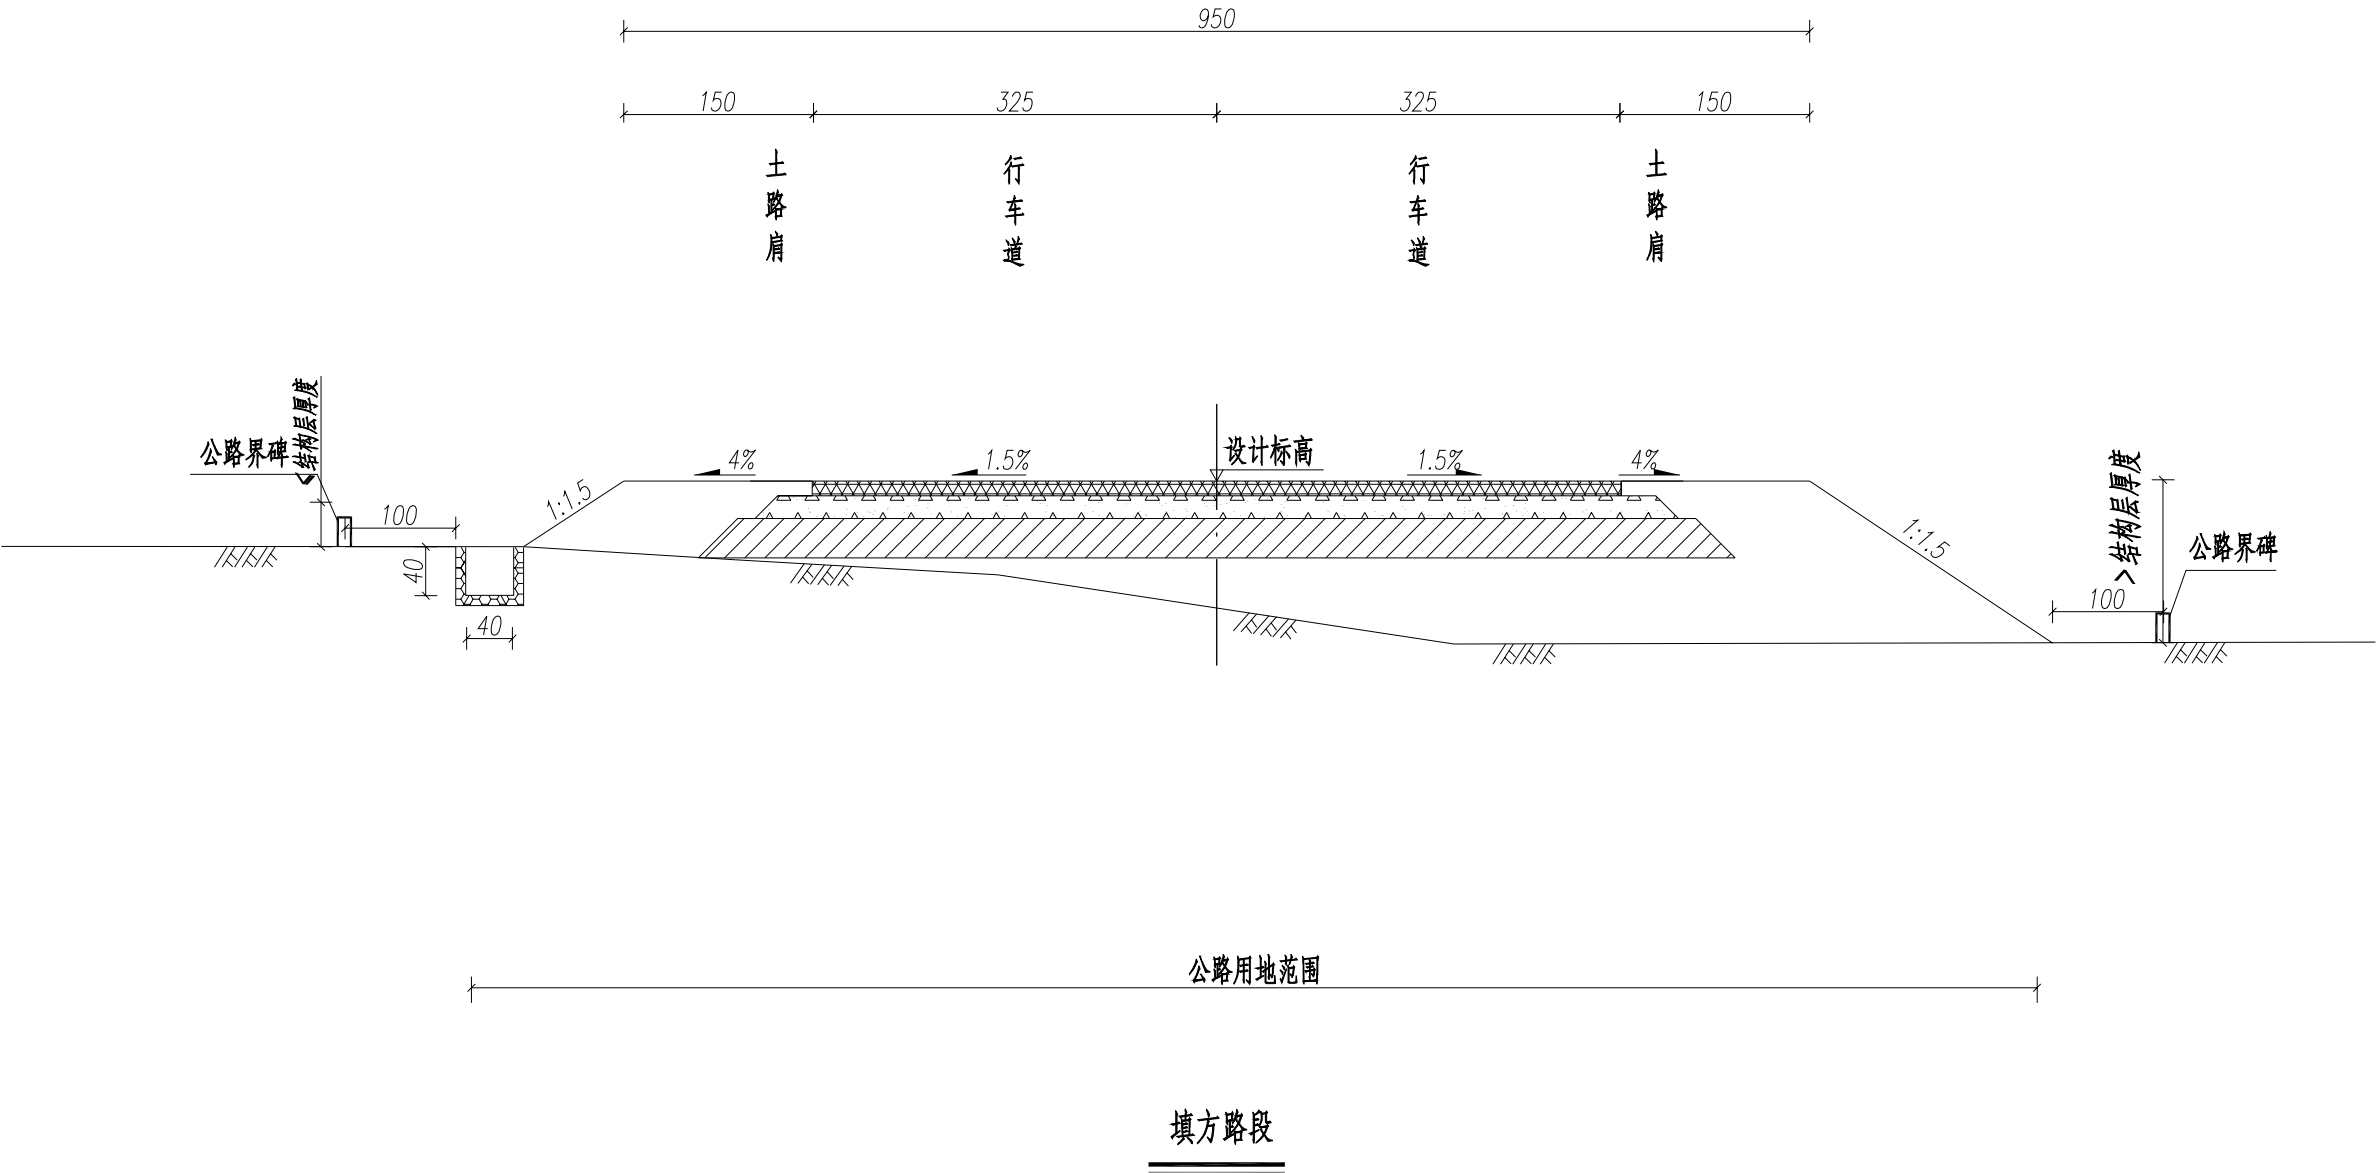 950
150
325
325
150
土路肩
行车道
行车道
土路肩
<结构层厚度
公路界碑
4%
1.5%
设计标高
1.5%
4%
>结构层厚度
1:1.5
100
1:1.5
公路界碑
40
100
40
公路用地范围
填方路段